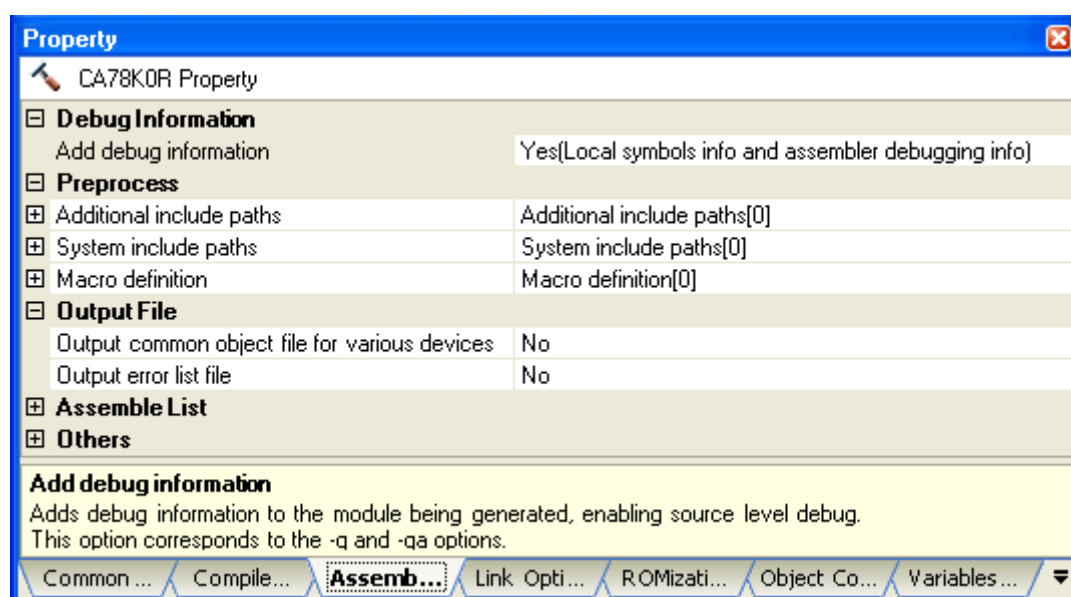 Property
CA78K0R Property
Debug Information
Add debug information Yes(Local symbols info and assembler debugging info)
Preprocess
Additional include paths Additional include paths[0]
System include paths System include paths[0]
Macro definition Macro definition[0]
Output File
Output common object file for various devices No
Output error list file No
Assemble List
Others
Add debug information
Adds debug information to the module being generated, enabling source level debug.
This option corresponds to the -g and -ga options.
Common ... Compile... Assemb... Link Opti... ROMizati... Object Co... Variables ...